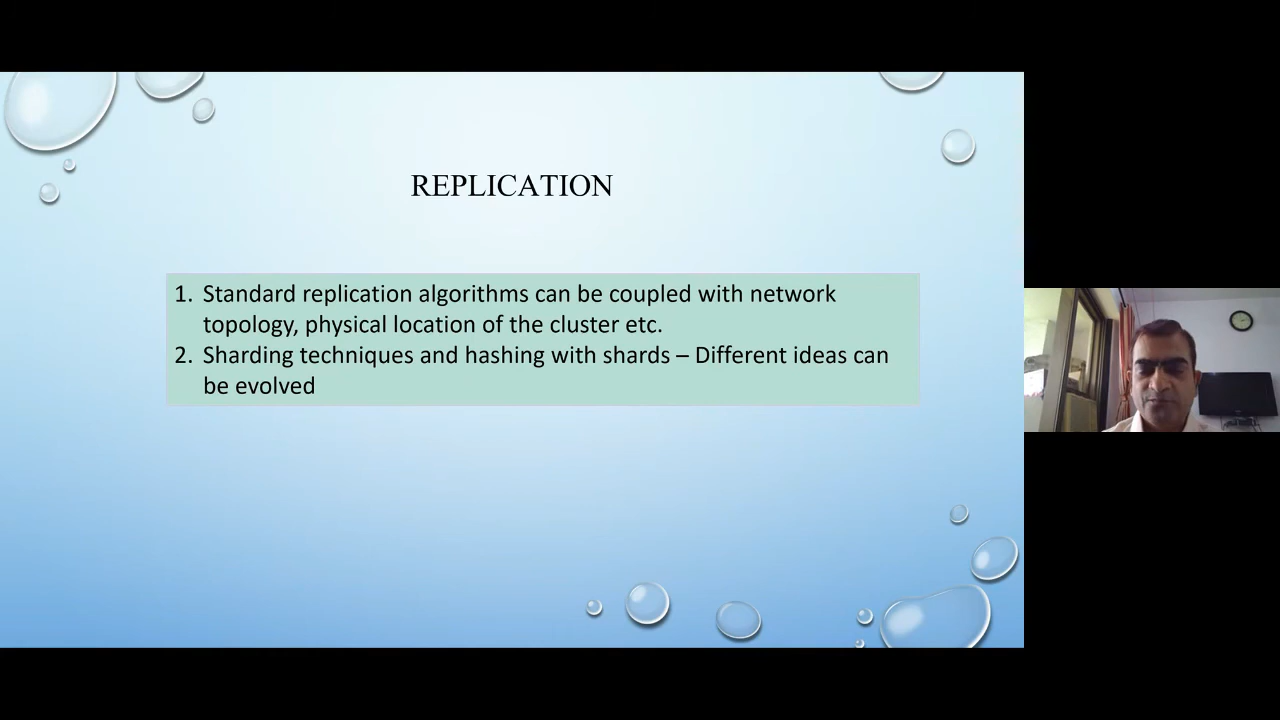 REPLICATION
1. Standard replication algorithms can be coupled with network
topology, physical location of the cluster etc.
2. Sharding techniques and hashing with shards – Different ideas can
be evolved